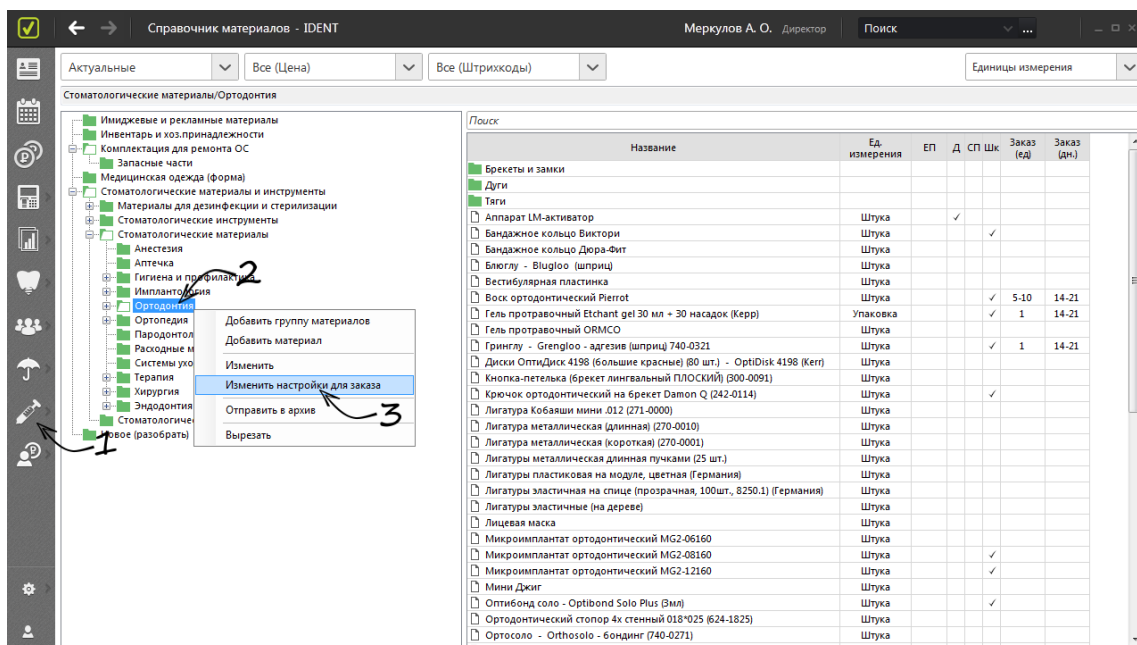 Справочник материалов - IDENT
Меркулов А. О. Директор
Поиск
...
Актуальные
Все (Цена)
Все (Штрихкоды)
Единицы измерения
Стоматологические материалы/Ортодонтия
Имиджевые и рекламные материалы
Инвентарь и хоз.принадлежности
Комплектация для ремонта ОС
Запасные части
Медицинская одежда (форма)
Стоматологические материалы и инструменты
Материалы для дезинфекции и стерилизации
Стоматологические инструменты
Стоматологические материалы
Анестезия
Аптечка
Гигиена и профилактика
Имплантология
Ортодонтия
Ортопедия
Пародонтол
Расходные м
Системы ухо
Терапия
Хирургия
Эндодонтия
Стоматологичес
Новое (разобрать)
2
Добавить группу материалов
Добавить материал
Изменить
Изменить настройки для заказа
Отправить в архив
Вырезать
3
1
Поиск
Название Ед. измерения ЕП Д СП Шк Заказ (ед) Заказ (дн.)
Брекеты и замки
Дуги
Тяги
Аппарат LM-активатор Штука ✓
Бандажное кольцо Виктори Штука ✓
Бандажное кольцо Дюра-Фит Штука
Блюглу - Blugloo (шприц) Штука
Вестибулярная пластинка Штука
Воск ортодонтический Pierrot Штука ✓ 5-10 14-21
Гель протравочный Etchant gel 30 мл + 30 насадок (Керр) Упаковка ✓ 1 14-21
Гель протравочный ORMCO Штука
Гринглу - Grengloo - адгезив (шприц) 740-0321 Штука ✓ 1 14-21
Диски ОптиДиск 4198 (большие красные) (80 шт.) - OptiDisk 4198 (Kerr) Штука
Кнопка-петелька (брекет лингвальный ПЛОСКИЙ) (300-0091) Штука
Крючок ортодонтический на брекет Damon Q (242-0114) Штука ✓
Лигатура Кобаяши мини .012 (271-0000) Штука
Лигатура металлическая (длинная) (270-0010) Штука
Лигатура металлическая (короткая) (270-0001) Штука
Лигатуры металлическая длинная пучками (25 шт.) Штука
Лигатуры пластиковая на модуле, цветная (Германия) Штука
Лигатуры эластичная на спице (прозрачная, 100шт., 8250.1) (Германия) Штука
Лигатуры эластичные (на дереве) Штука
Лицевая маска Штука
Микроимплантат ортодонтический MG2-06160 Штука
Микроимплантат ортодонтический MG2-08160 Штука ✓
Микроимплантат ортодонтический MG2-12160 Штука ✓
Мини Джиг Штука
Оптибонд соло - Optibond Solo Plus (3мл) Штука ✓
Ортодонтический стопор 4х стенный 018*025 (624-1825) Штука
Ортосоло - Orthosolo - бондинг (740-0271) Штука